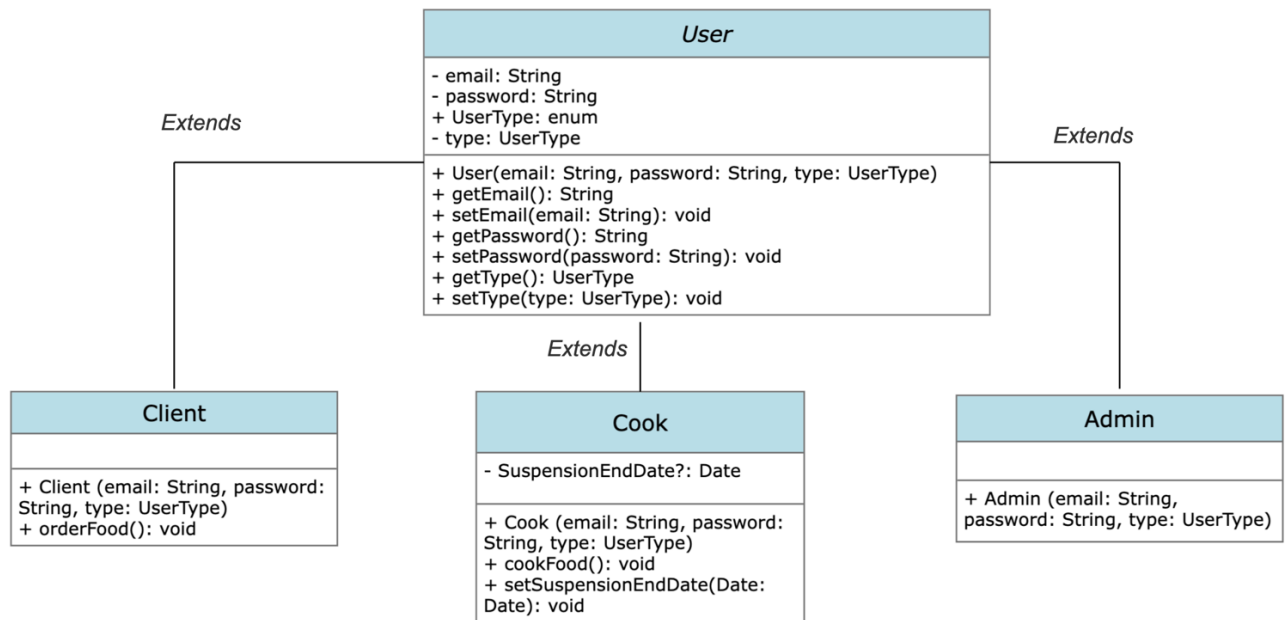 User
- email: String
- password: String
+ UserType: enum
- type: UserType
+ User(email: String, password: String, type: UserType)
+ getEmail(): String
+ setEmail(email: String): void
+ getPassword(): String
+ setPassword(password: String): void
+ getType(): UserType
+ setType(type: UserType): void
Extends
Extends
Extends
Client
+ Client (email: String, password:
String, type: UserType)
+ orderFood(): void
Cook
- SuspensionEndDate?: Date
+ Cook (email: String, password:
String, type: UserType)
+ cookFood(): void
+ setSuspensionEndDate(Date:
Date): void
Admin
+ Admin (email: String,
password: String, type: UserType)